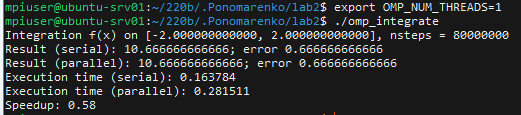 mpiuser@ubuntu-srv01:~/220b/.Ponomarenko/lab2$ export OMP_NUM_THREADS=1
mpiuser@ubuntu-srv01:~/220b/.Ponomarenko/lab2$ ./omp_integrate
Integration f(x) on [-2.000000000000, 2.000000000000], nsteps = 80000000
Result (serial): 10.666666666666; error 0.666666666666
Result (parallel): 10.666666666666; error 0.666666666666
Execution time (serial): 0.163784
Execution time (parallel): 0.281511
Speedup: 0.58